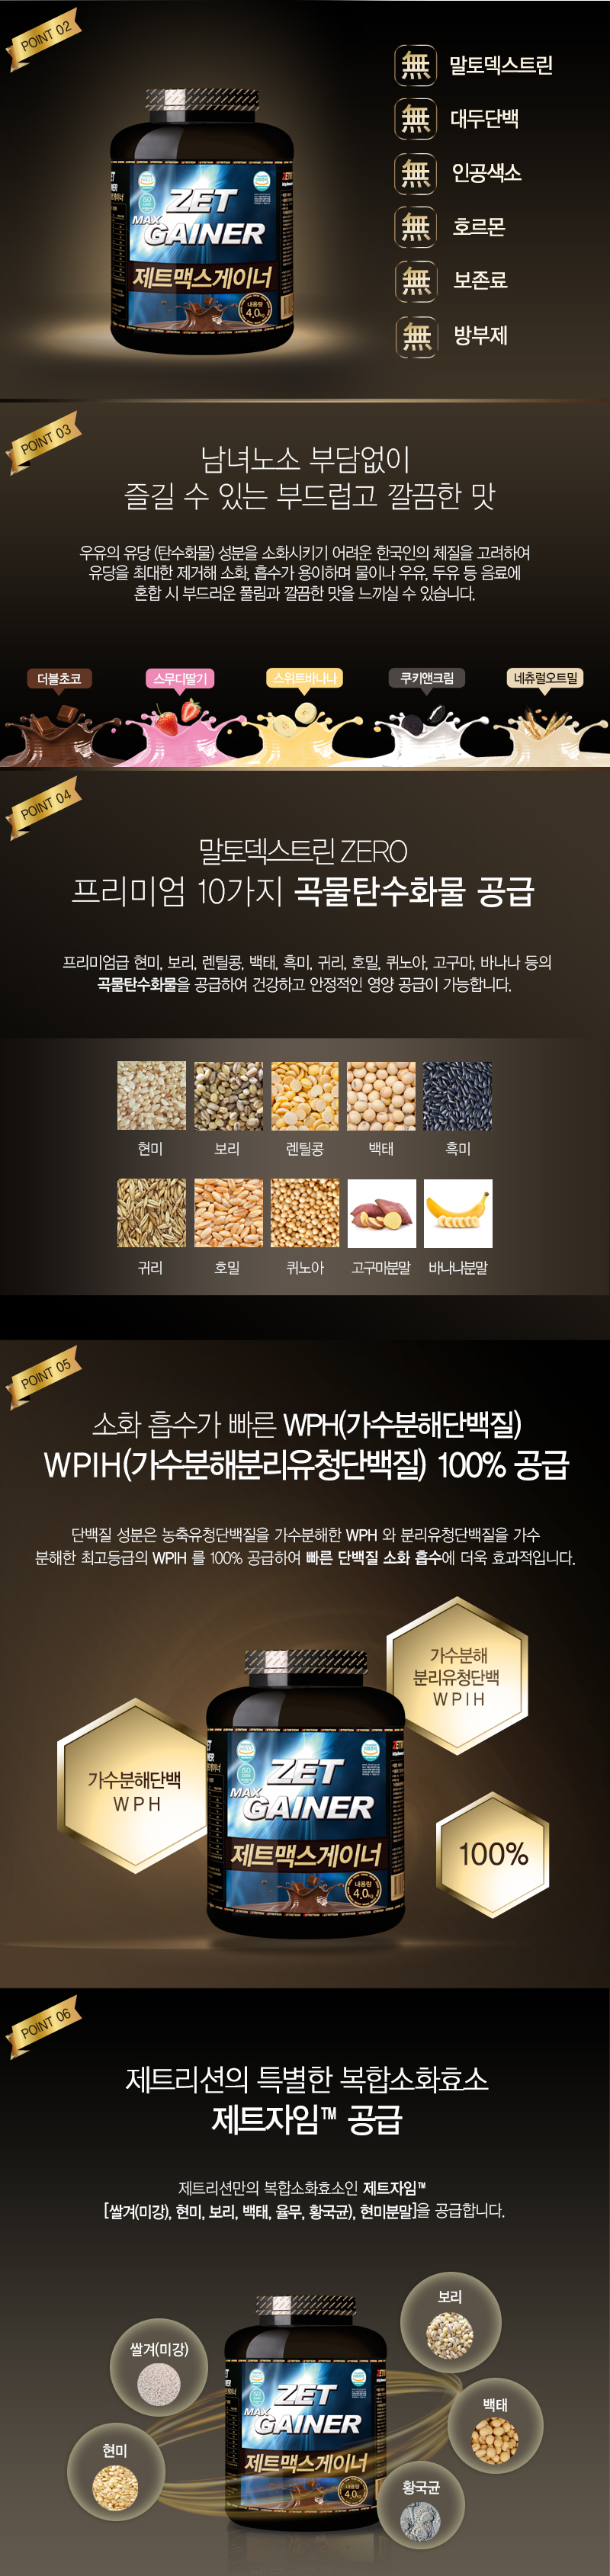 POINT 02
無 말토덱스트린
無 대두단백
無 인공색소
無 호르몬
無 보존료
無 방부제
ZET
MAX
GAINER
제트맥스게이너
내용량
4.0kg
POINT 03
남녀노소 부담없이
즐길 수 있는 부드럽고 깔끔한 맛
우유의 유당 (탄수화물) 성분을 소화시키기 어려운 한국인의 체질을 고려하여
유당을 최대한 제거해 소화, 흡수가 용이하며 물이나 우유, 두유 등 음료에
혼합 시 부드러운 풀림과 깔끔한 맛을 느끼실 수 있습니다.
더블초코
스무디딸기
스위트바나나
쿠키앤크림
네츄럴오트밀
POINT 04
말토덱스트린 ZERO
프리미엄 10가지 곡물탄수화물 공급
프리미엄급 현미, 보리, 렌틸콩, 백태, 흑미, 귀리, 호밀, 퀴노아, 고구마, 바나나 등의
곡물탄수화물을 공급하여 건강하고 안정적인 영양 공급이 가능합니다.
현미
보리
렌틸콩
백태
흑미
귀리
호밀
퀴노아
고구마분말
바나나분말
POINT 05
소화 흡수가 빠른 WPH(가수분해단백질)
WPIH(가수분해분리유청단백질) 100% 공급
단백질 성분은 농축유청단백질을 가수분해한 WPH 와 분리유청단백질을 가수
분해한 최고등급의 WPIH 를 100% 공급하여 빠른 단백질 소화 흡수에 더욱 효과적입니다.
가수분해
분리유청단백
WPIH
가수분해단백
WPH
100%
ZET
MAX
GAINER
제트맥스게이너
내용량
4.0kg
POINT 06
제트리션의 특별한 복합소화효소
제트자임™ 공급
제트리션만의 복합소화효소인 제트자임™
[쌀겨(미강), 현미, 보리, 백태, 율무, 황국균), 현미분말]을 공급합니다.
보리
쌀겨(미강)
백태
현미
황국균
ZET
MAX
GAINER
제트맥스게이너
내용량
4.0kg